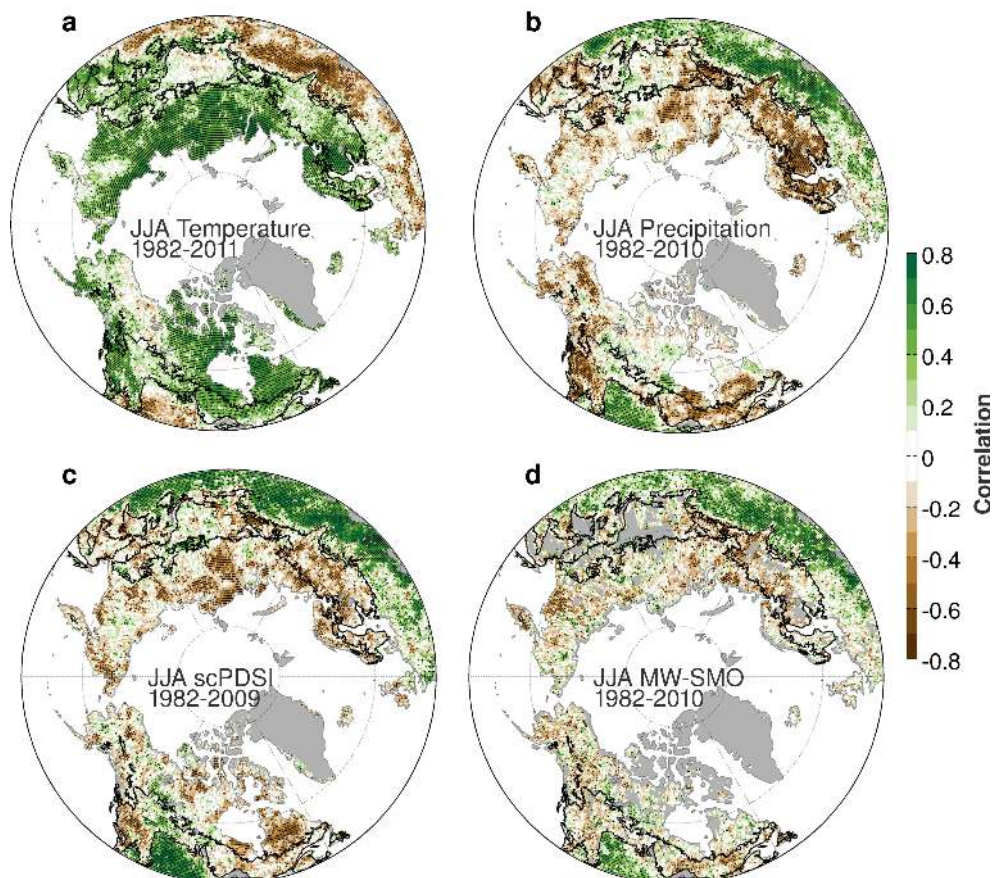 a
JJA Temperature
1982-2011
b
JJA Precipitation
1982-2010
c
JJA scPDSI
1982-2009
d
JJA MW-SMO
1982-2010
0.8
0.6
0.4
0.2
0
-0.2
-0.4
-0.6
-0.8
Correlation